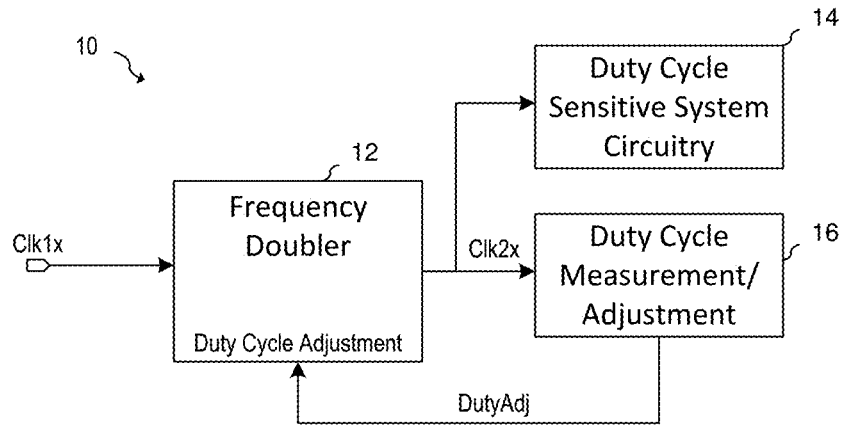 14
10
Duty Cycle
Sensitive System
Circuitry
12
Frequency
Doubler
Clk1x
Duty Cycle Adjustment
Clk2x
16
Duty Cycle
Measurement/
Adjustment
DutyAdj